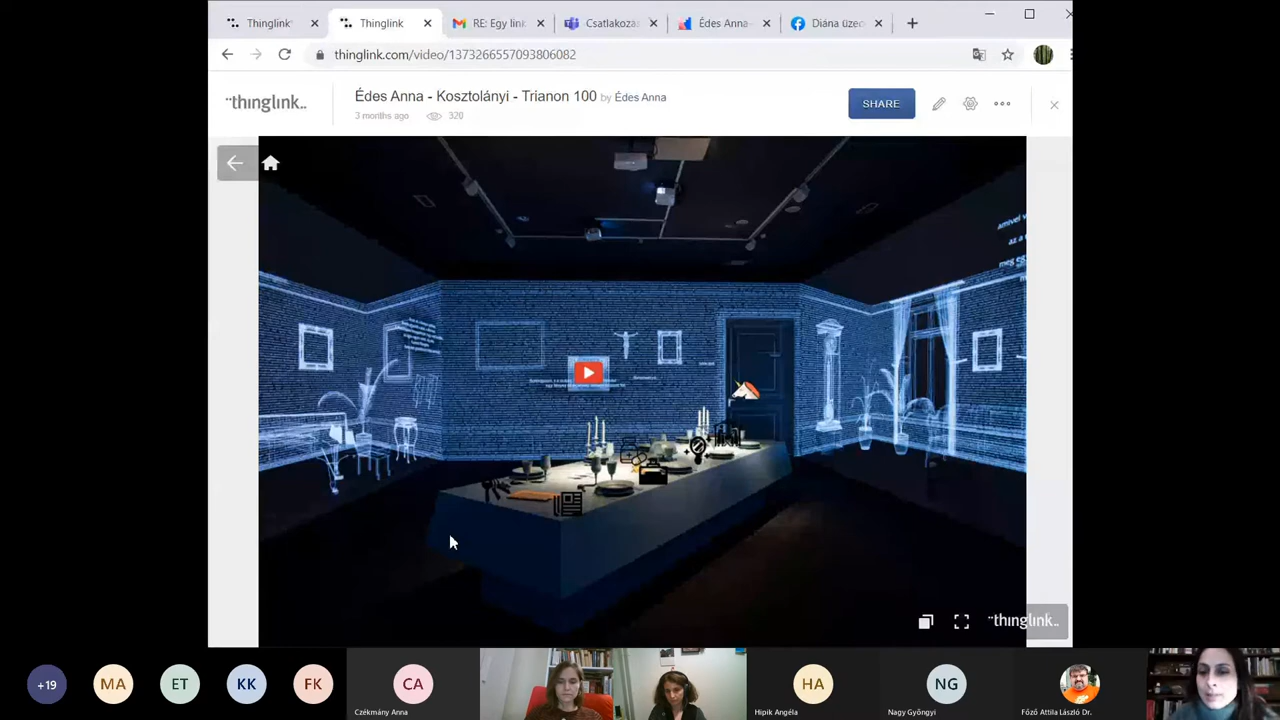 Thinglink
Thinglink
RE: Egy link
Csatlakozás
Édes Anna -
Diána üzen
thinglink.com/video/1373266557093806082
¨thinglink..
Édes Anna - Kosztolányi - Trianon 100 by Édes Anna
3 months ago 320
SHARE
amivel
az a
¨thinglink..
+19
MA
ET
KK
FK
CA
HA
NG
Czékmány Anna
Hipik Angéla
Nagy Gyöngyi
Főző Attila László Dr.